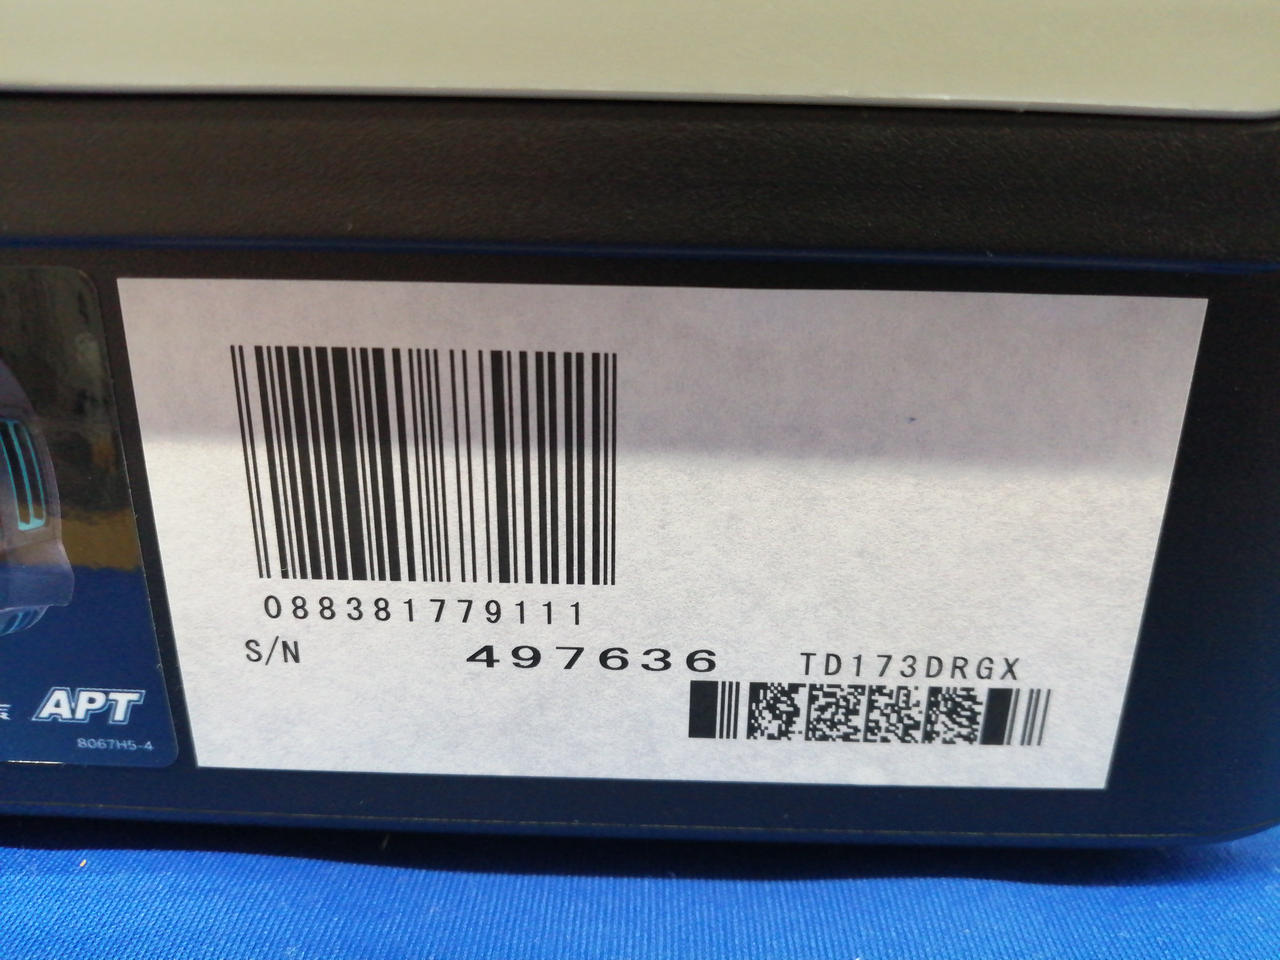 088381779111
S/N 497636 TD173DRGX
APT
8067H5-4